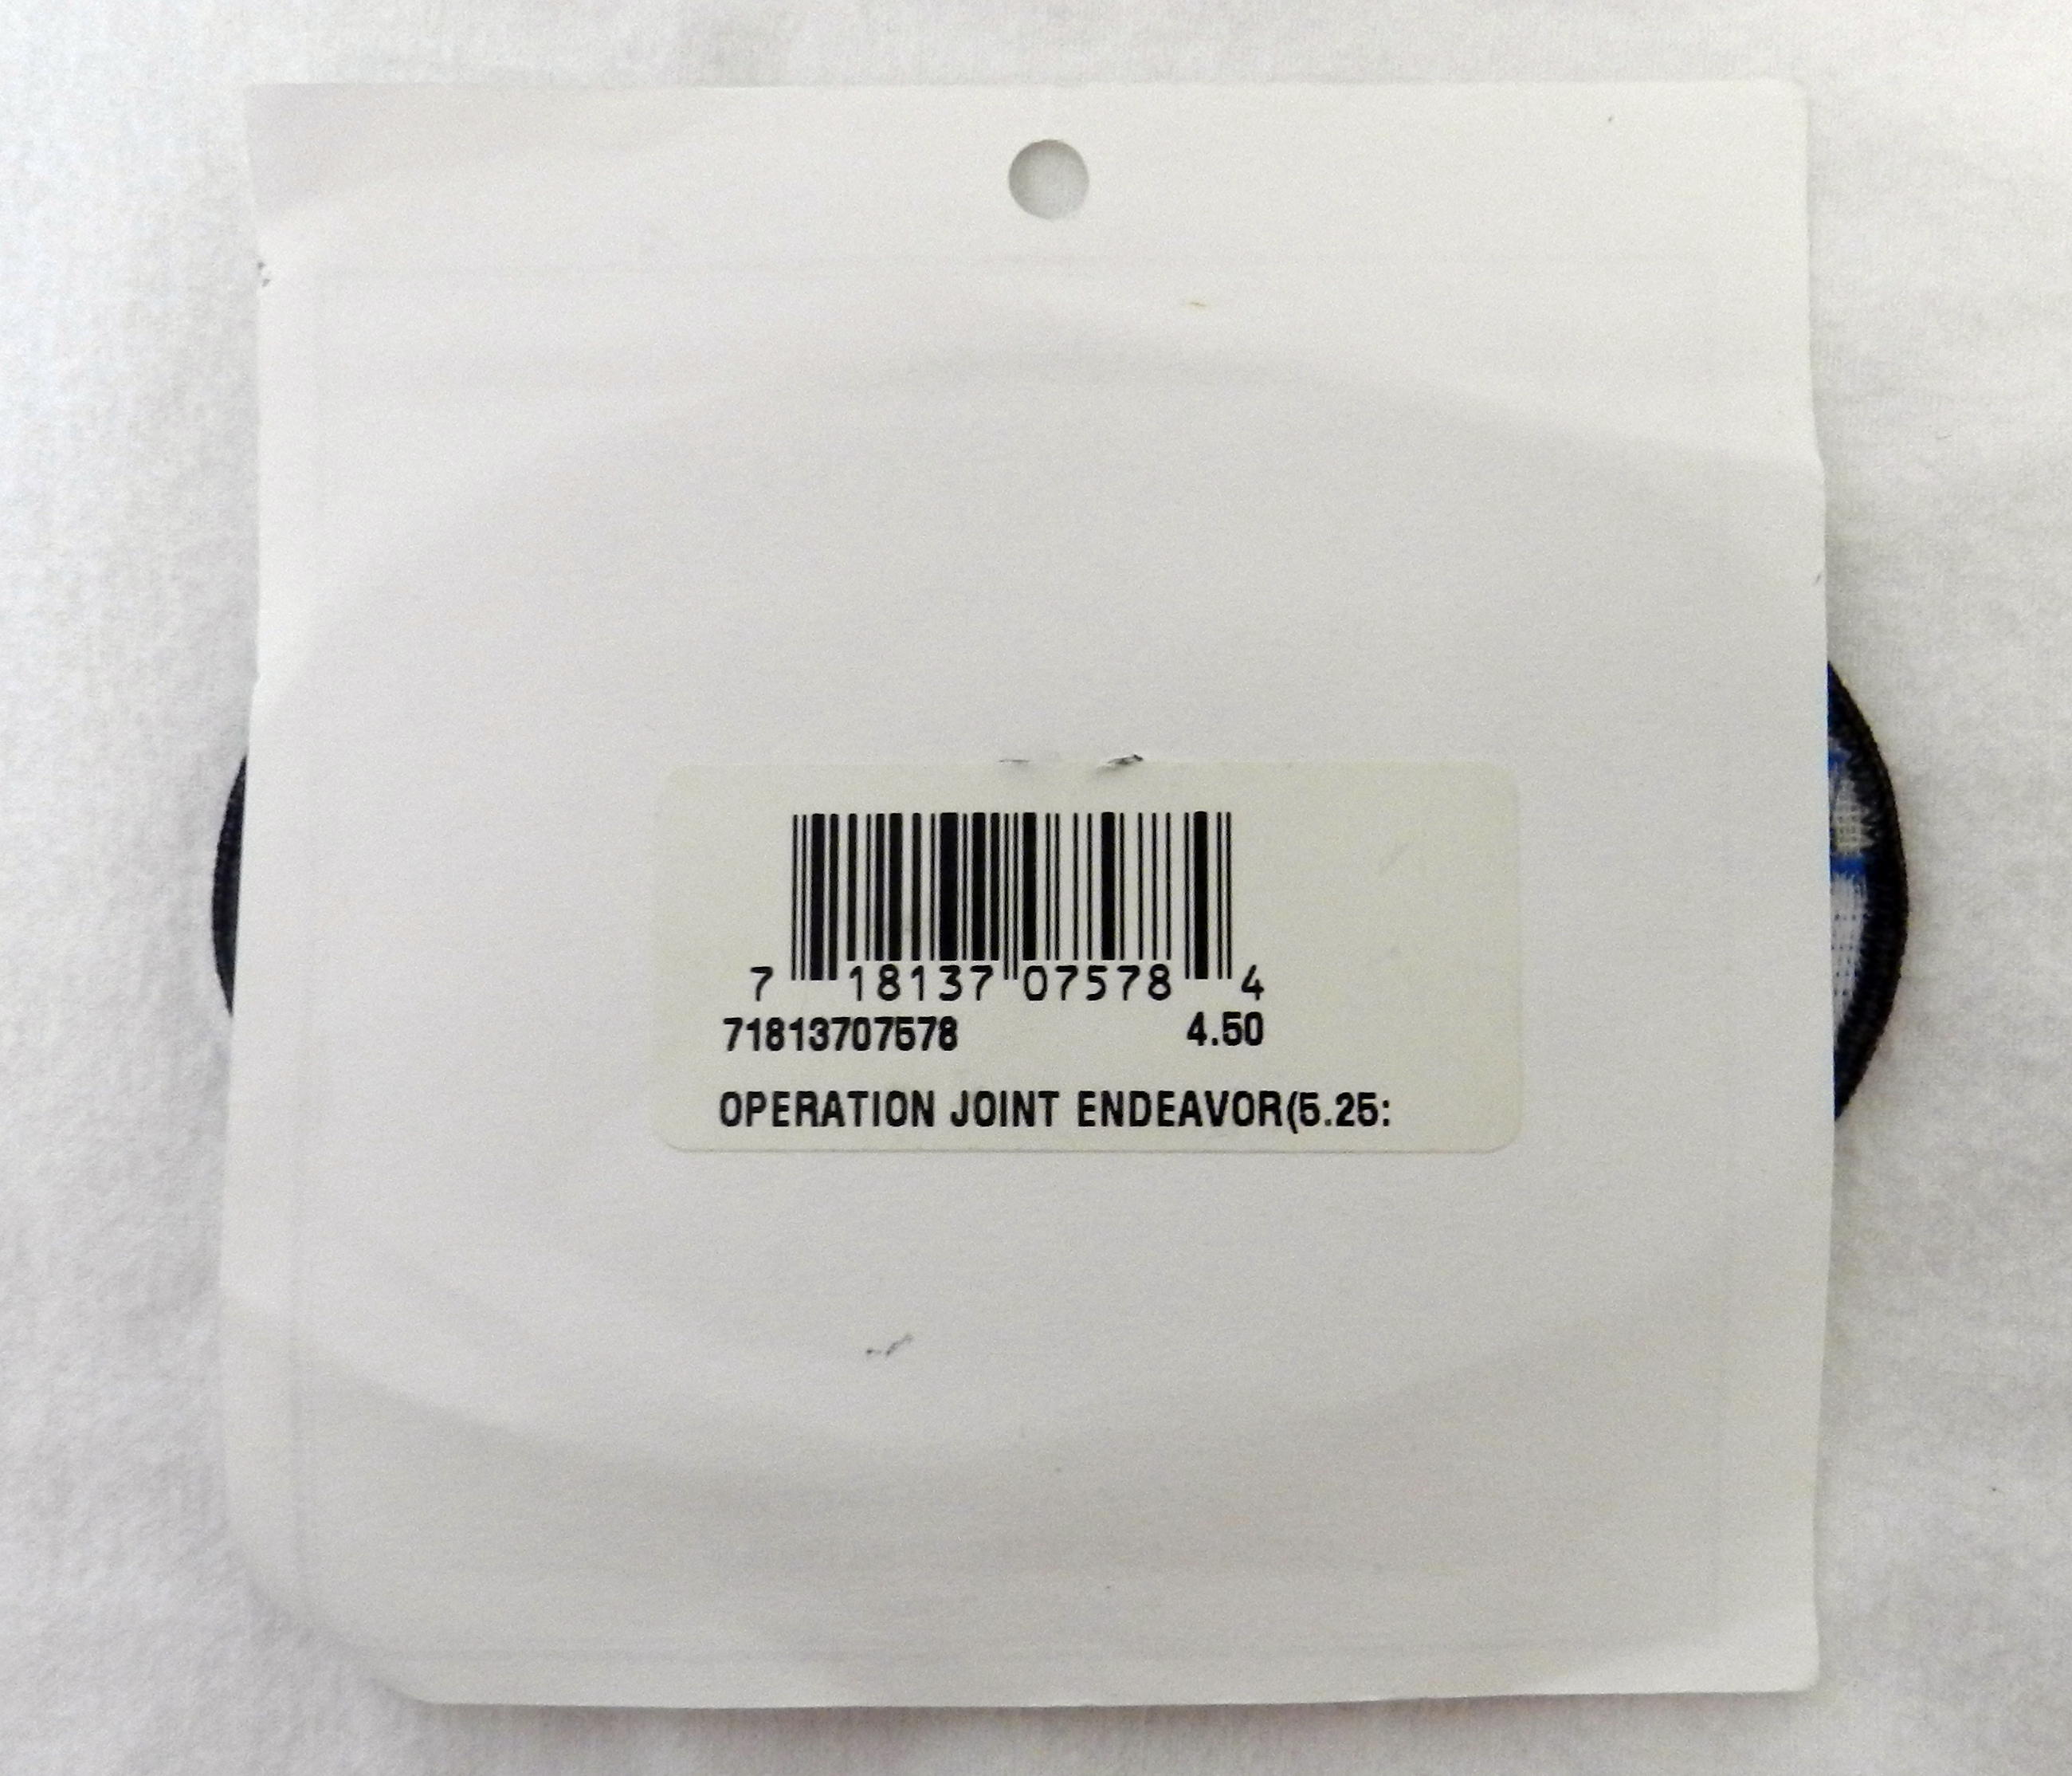 7 18137 07578 4
71813707578 4.50
OPERATION JOINT ENDEAVOR(5.25: